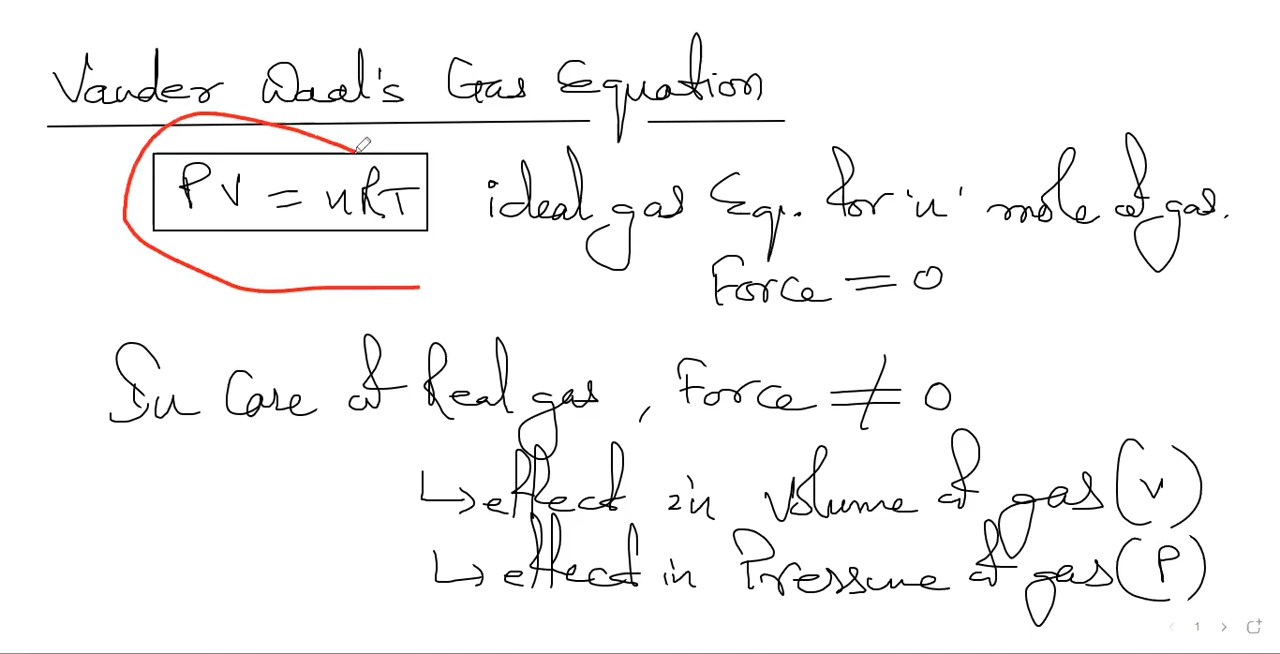 Vander Waal's Gas Equation
PV = nRT ideal gas Eq. for 'n' mole of gas.
Force = 0
In Case of Real gas, Force ≠ 0
↳ effect in Volume of gas (V)
↳ effect in Pressure of gas (P)
1